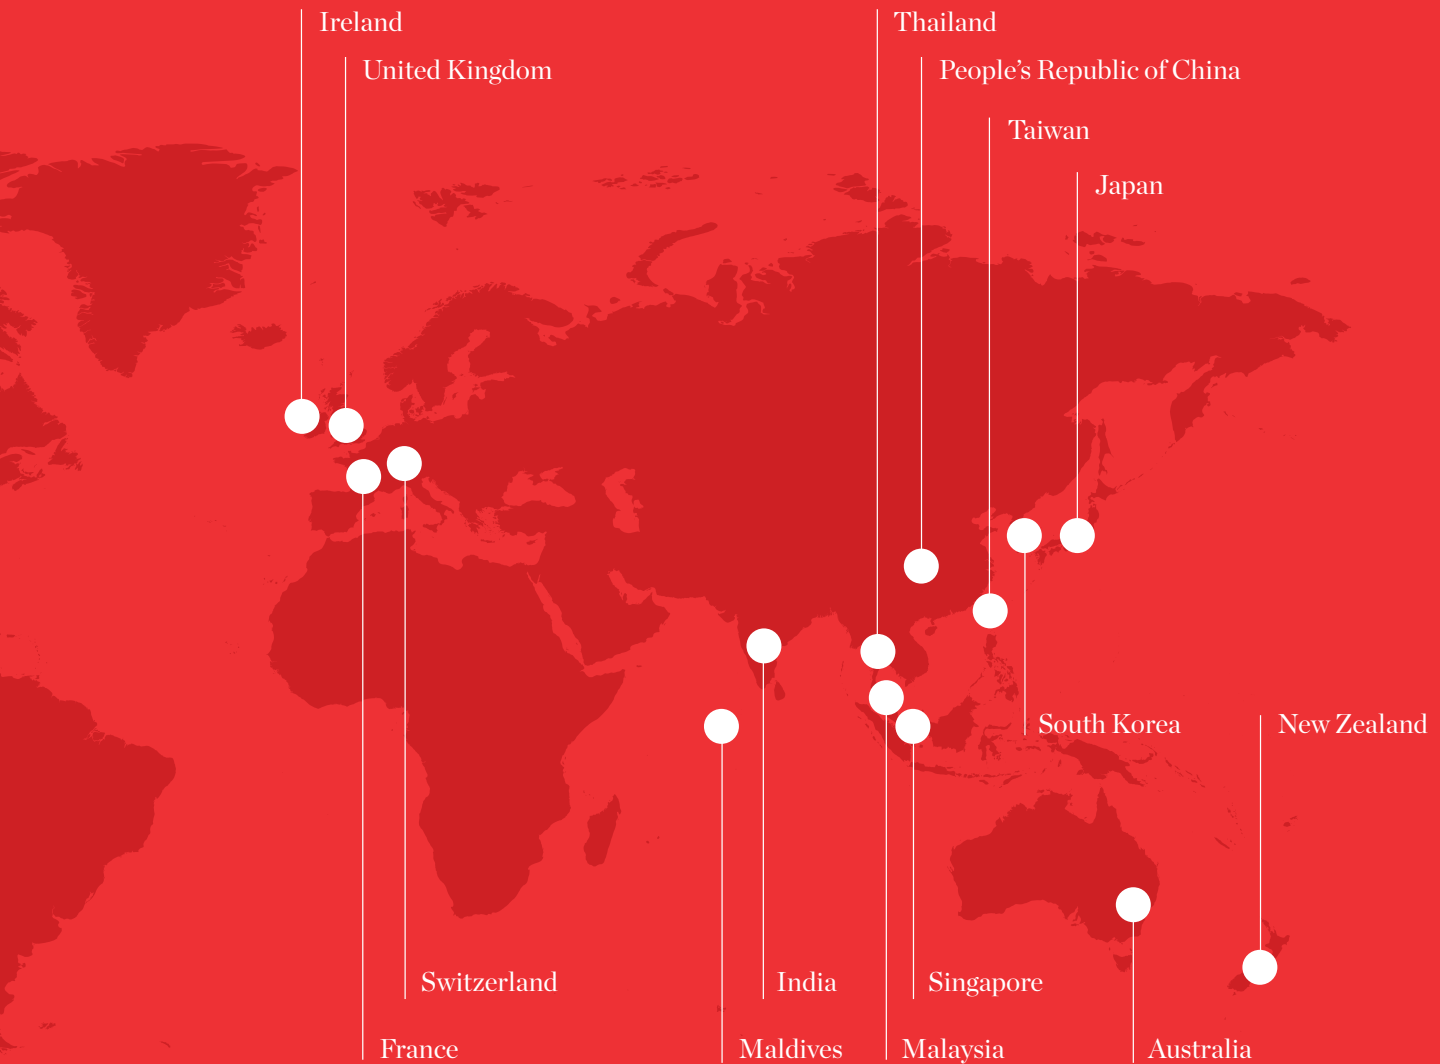 Ireland
Thailand
United Kingdom
People’s Republic of China
Taiwan
Japan
South Korea
New Zealand
Switzerland
India
Singapore
France
Maldives
Malaysia
Australia